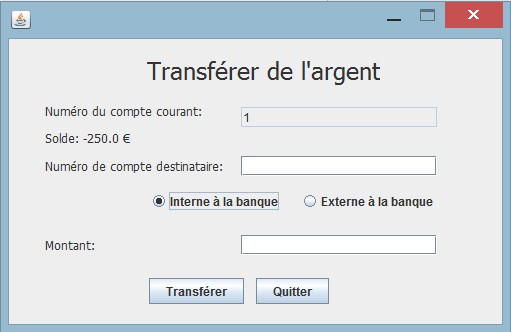 Transférer de l'argent
Numéro du compte courant: 1
Solde: -250.0 €
Numéro de compte destinataire:
Interne à la banque Externe à la banque
Montant:
Transférer Quitter